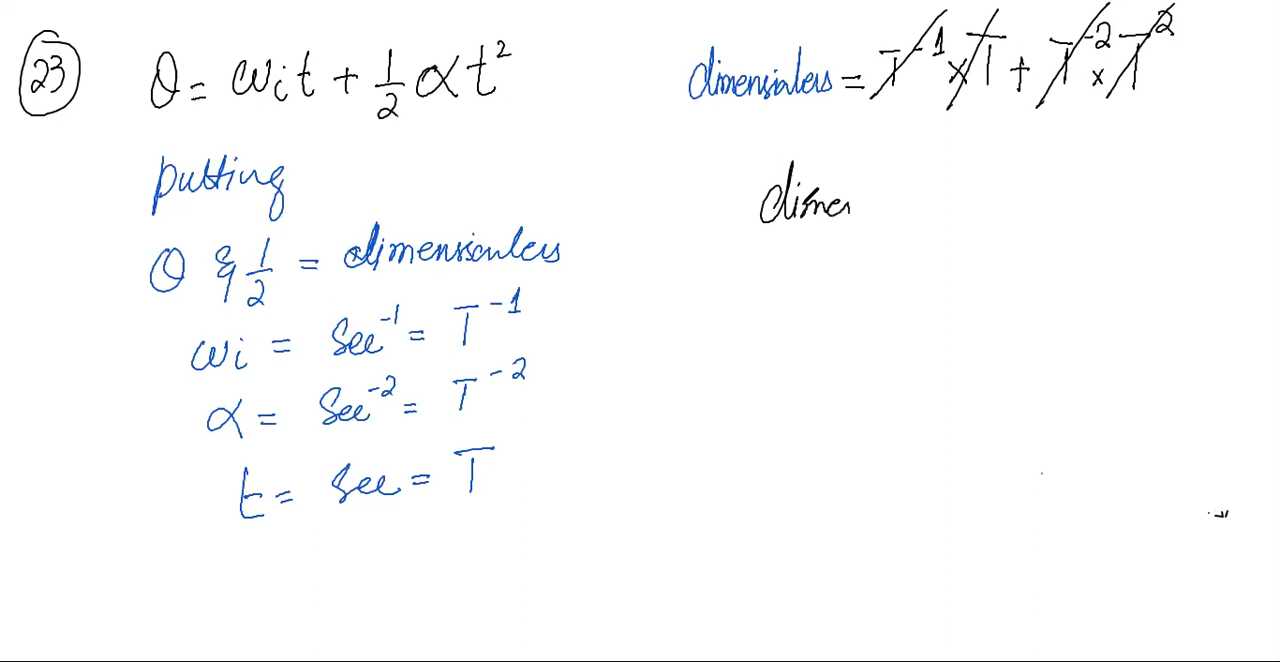 23 θ = ωit + 1/2 αt²
putting
θ & 1/2 = dimensionless
ωi = Sec⁻¹ = T⁻¹
α = Sec⁻² = T⁻²
t = Sec = T
dimensionless = T⁻¹ × T + T⁻² × T²
dimen